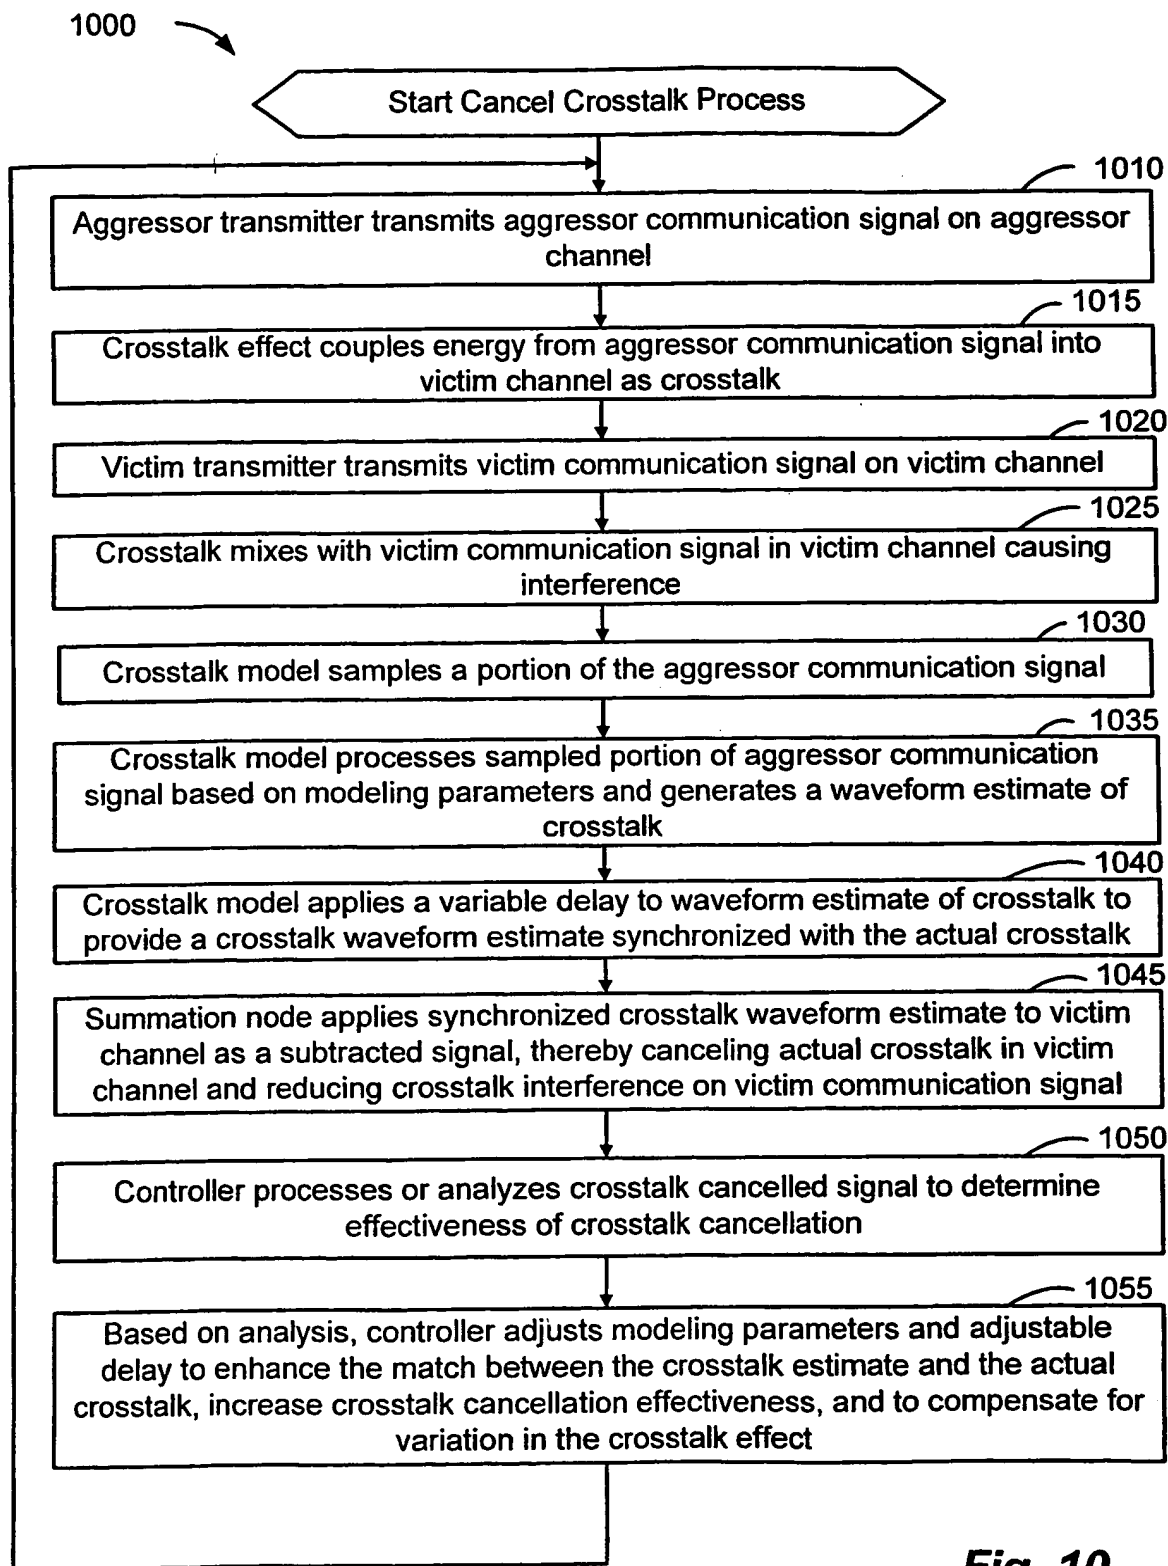 1000
Start Cancel Crosstalk Process
1010
Aggressor transmitter transmits aggressor communication signal on aggressor
channel
1015
Crosstalk effect couples energy from aggressor communication signal into
victim channel as crosstalk
1020
Victim transmitter transmits victim communication signal on victim channel
1025
Crosstalk mixes with victim communication signal in victim channel causing
interference
1030
Crosstalk model samples a portion of the aggressor communication signal
1035
Crosstalk model processes sampled portion of aggressor communication
signal based on modeling parameters and generates a waveform estimate of
crosstalk
1040
Crosstalk model applies a variable delay to waveform estimate of crosstalk to
provide a crosstalk waveform estimate synchronized with the actual crosstalk
1045
Summation node applies synchronized crosstalk waveform estimate to victim
channel as a subtracted signal, thereby canceling actual crosstalk in victim
channel and reducing crosstalk interference on victim communication signal
1050
Controller processes or analyzes crosstalk cancelled signal to determine
effectiveness of crosstalk cancellation
1055
Based on analysis, controller adjusts modeling parameters and adjustable
delay to enhance the match between the crosstalk estimate and the actual
crosstalk, increase crosstalk cancellation effectiveness, and to compensate for
variation in the crosstalk effect
Fig. 10